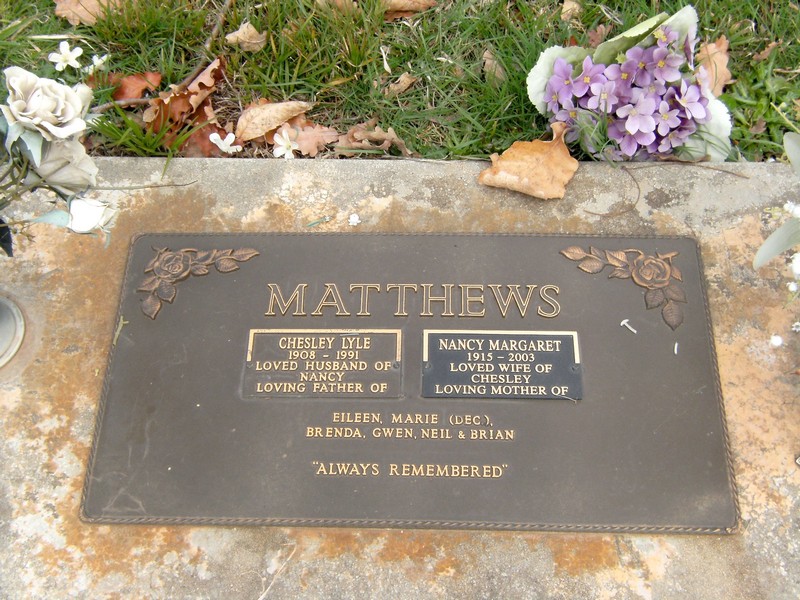 MATTHEWS
CHESLEY LYLE
1908 - 1991
LOVED HUSBAND OF
NANCY
LOVING FATHER OF
NANCY MARGARET
1915 - 2003
LOVED WIFE OF
CHESLEY
LOVING MOTHER OF
EILEEN, MARIE (DEC),
BRENDA, GWEN, NEIL & BRIAN
"ALWAYS REMEMBERED"